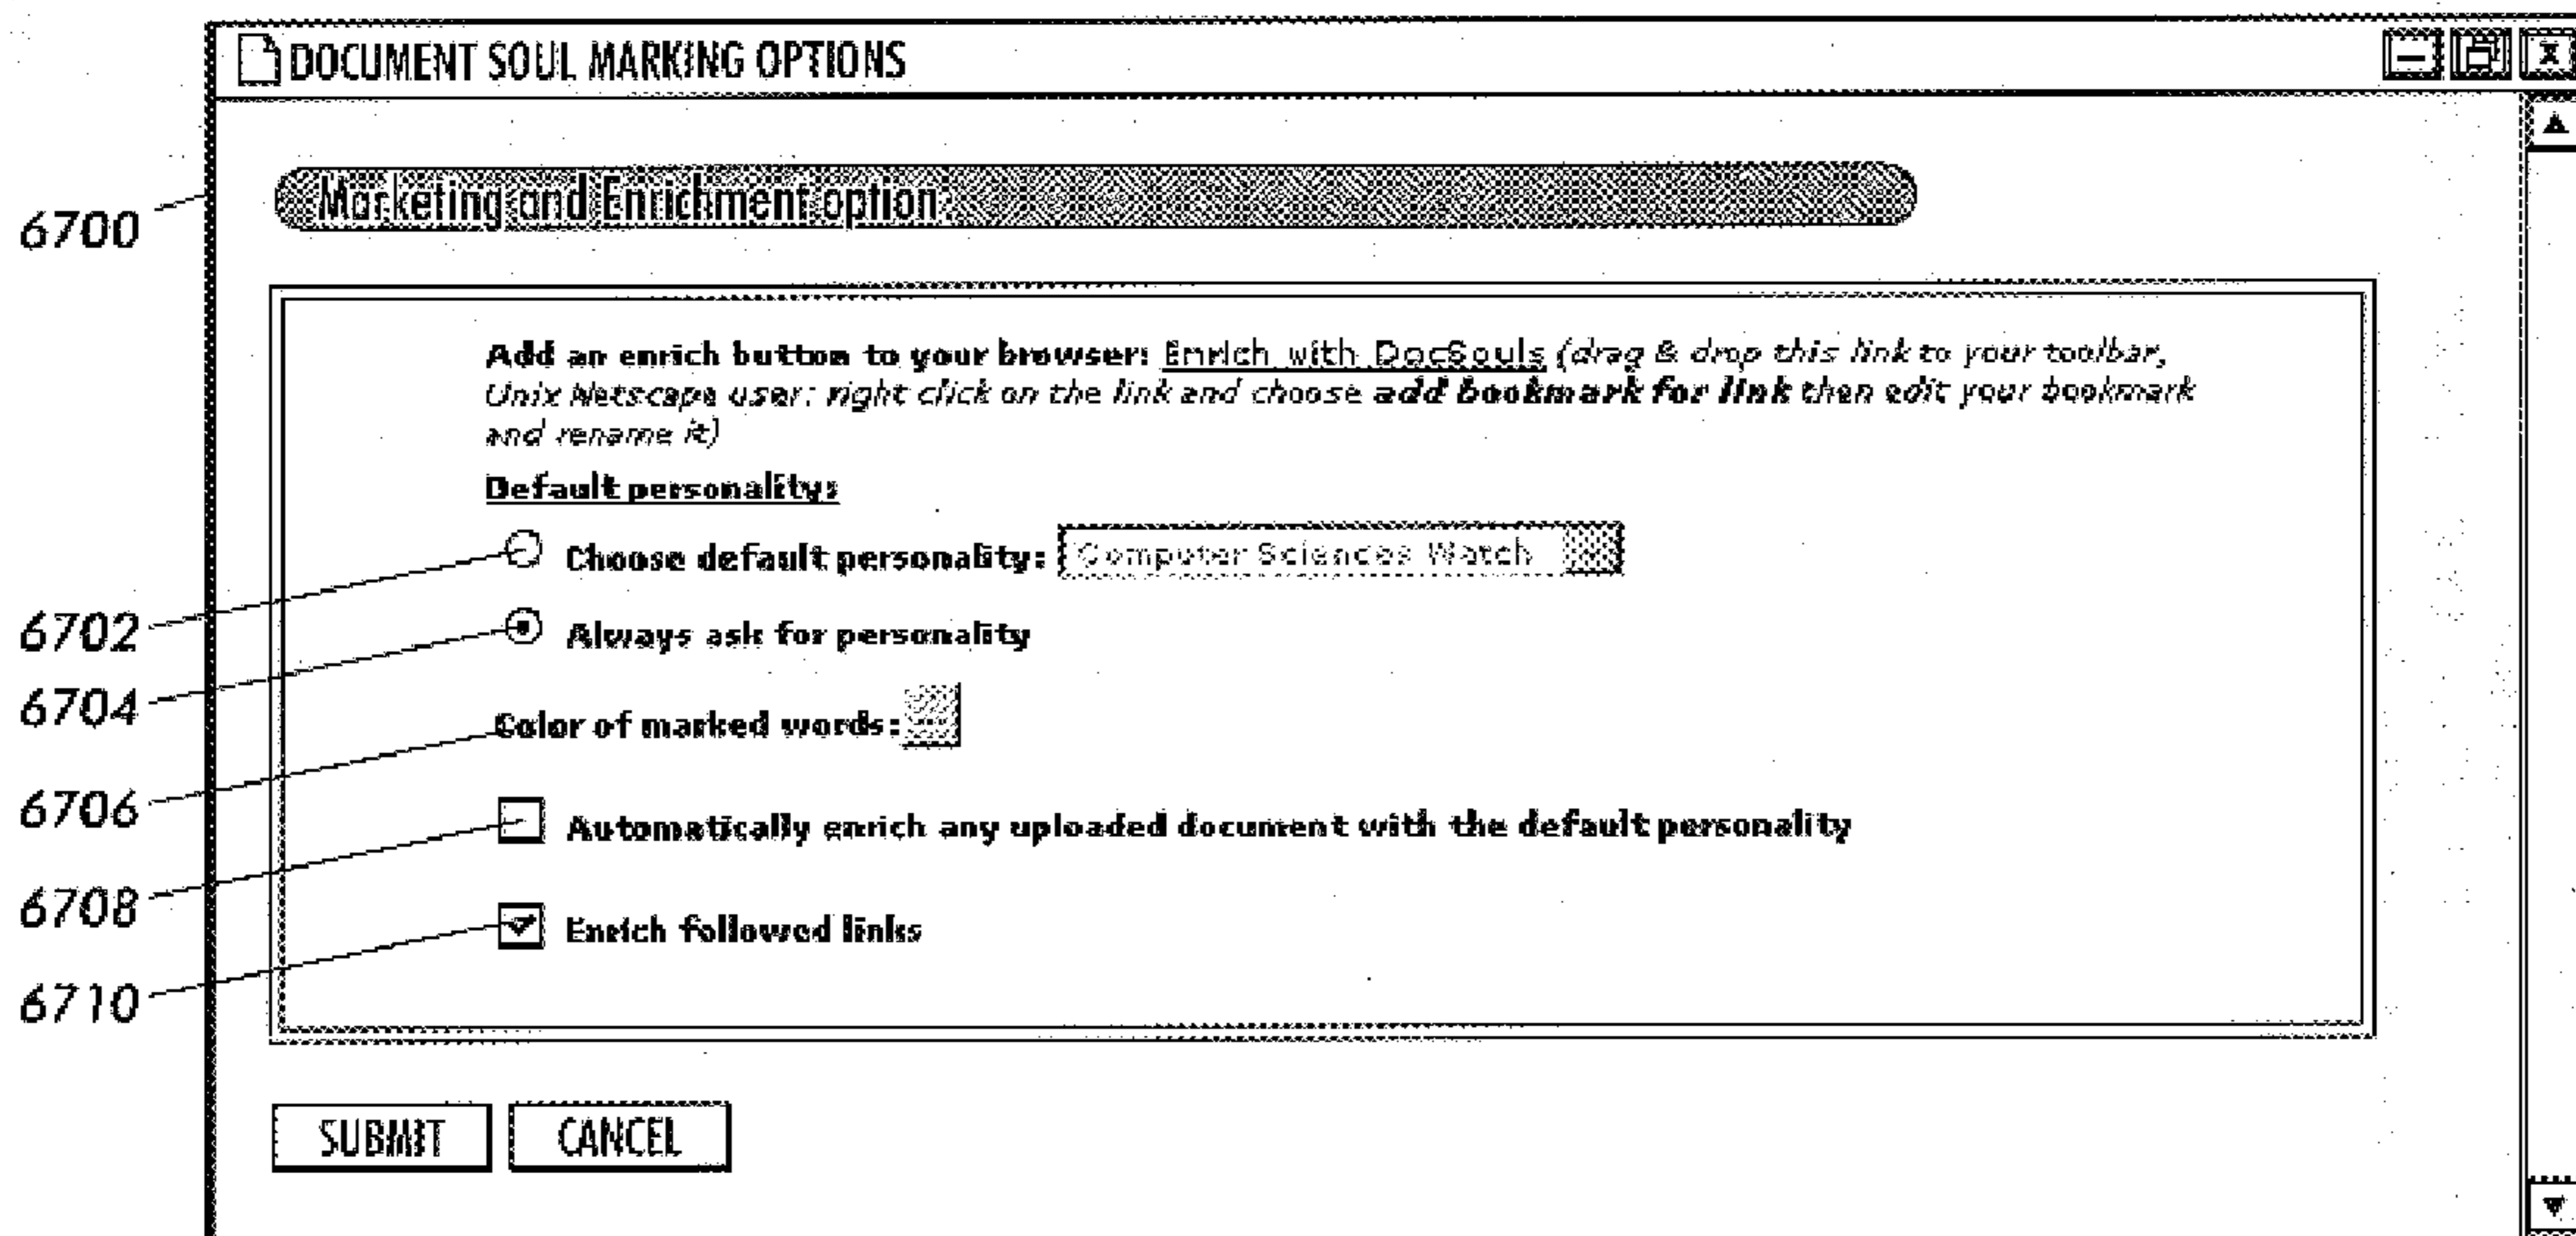 DOCUMENT SOUL MARKING OPTIONS
X
6700
Marketing and Enrichment option:
Add an enrich button to your browser: Enrich with DocSouls (drag & drop this link to your toolbar,
Unix Netscape user: right click on the link and choose add bookmark for link then edit your bookmark
and rename it)
Default personality:
Choose default personality: Computer Sciences Watch
6702
Always ask for personality
6704
Color of marked words: ...
6706
Automatically enrich any uploaded document with the default personality
6708
Enrich followed links
6710
SUBMIT CANCEL